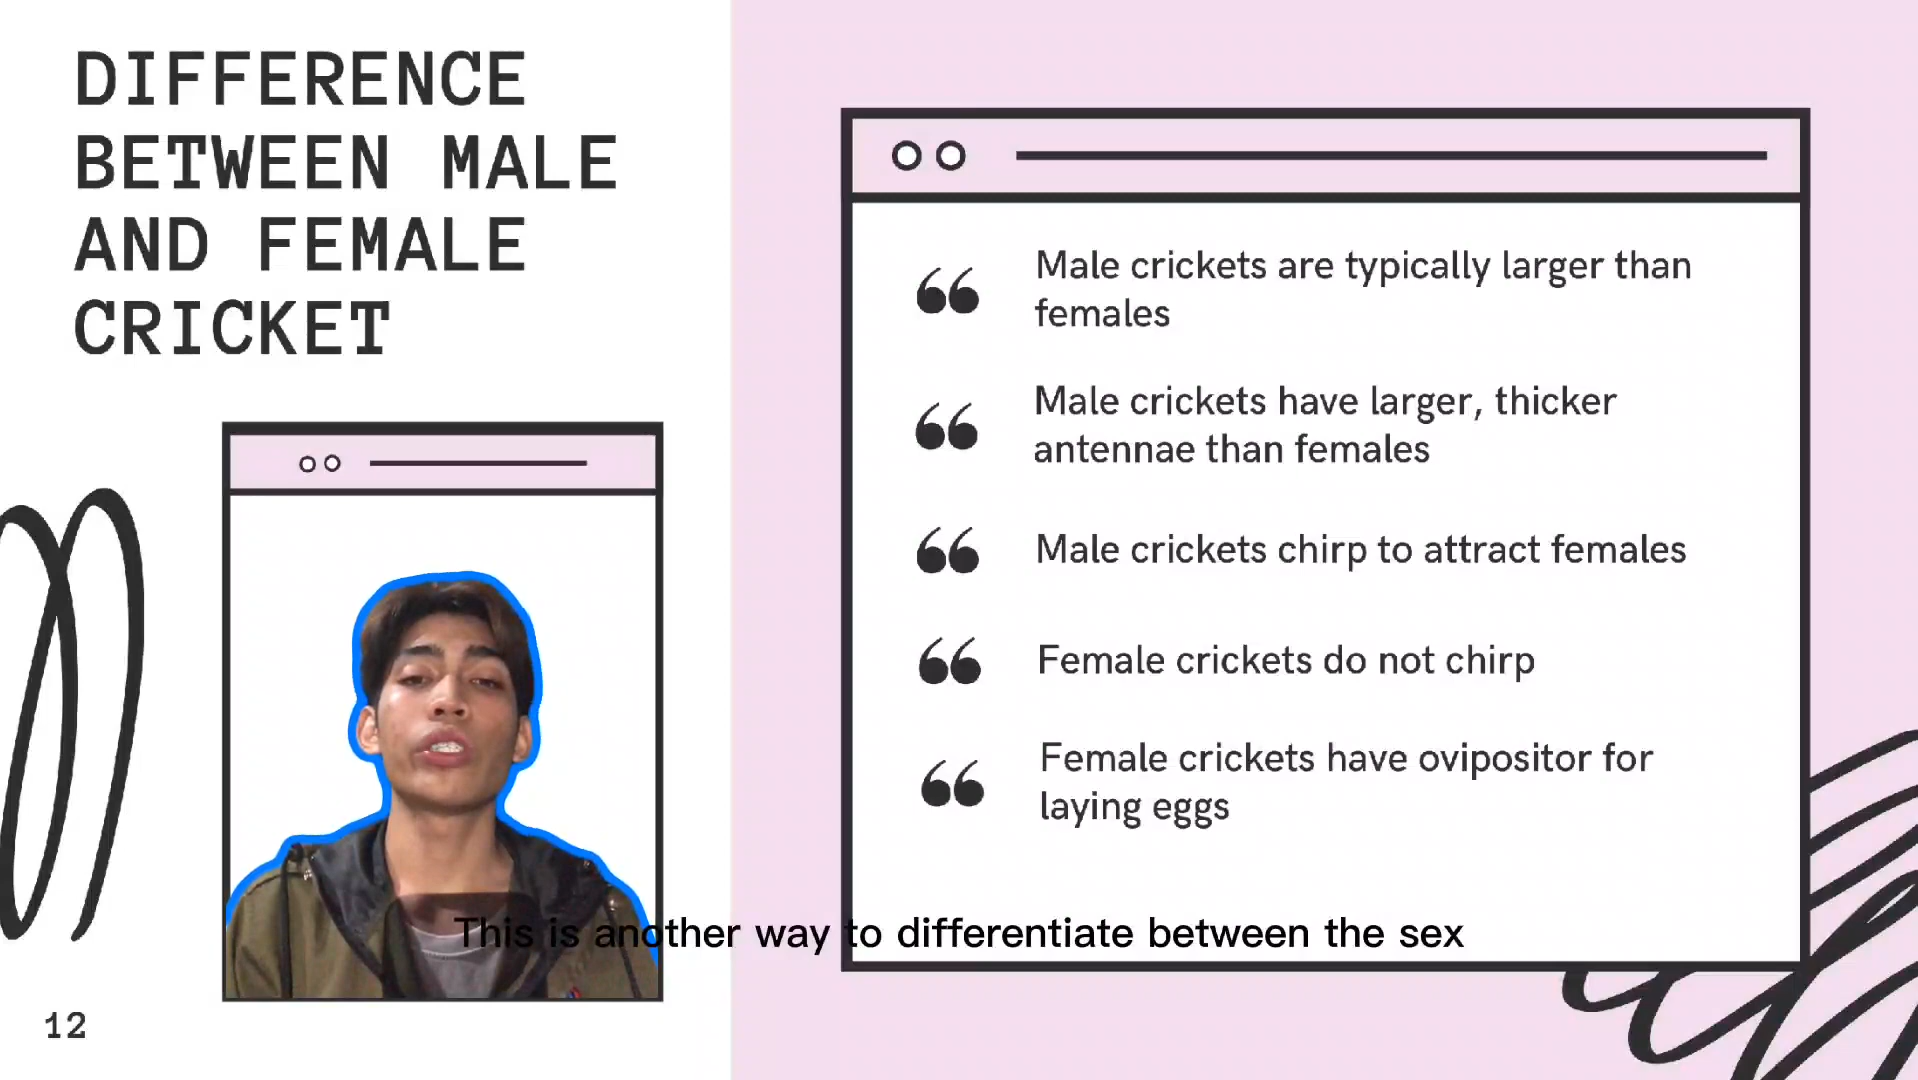 DIFFERENCE
BETWEEN MALE
AND FEMALE
CRICKET
Male crickets are typically larger than
females
Male crickets have larger, thicker
antennae than females
Male crickets chirp to attract females
Female crickets do not chirp
Female crickets have ovipositor for
laying eggs
This is another way to differentiate between the sex
12